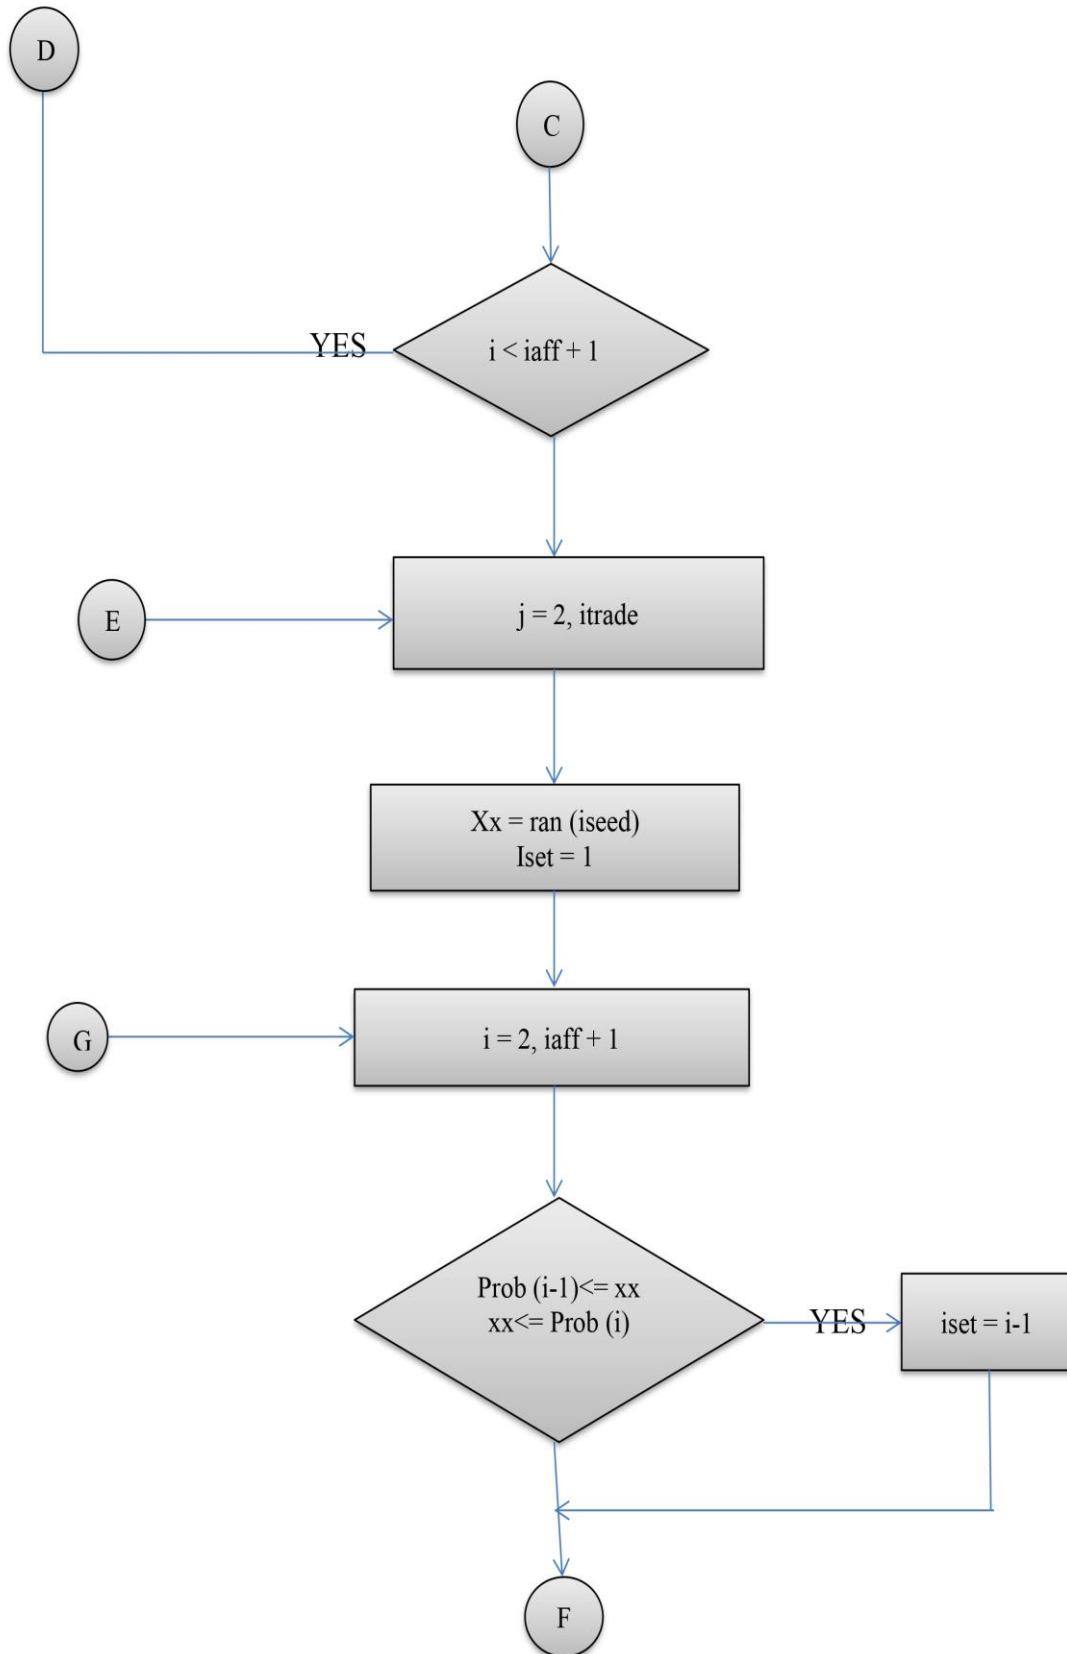 D
C
YES
i < iaff + 1
E
j = 2, itrade
Xx = ran (iseed)
Iset = 1
G
i = 2, iaff + 1
Prob (i-1)<= xx
xx<= Prob (i)
YES
iset = i-1
F